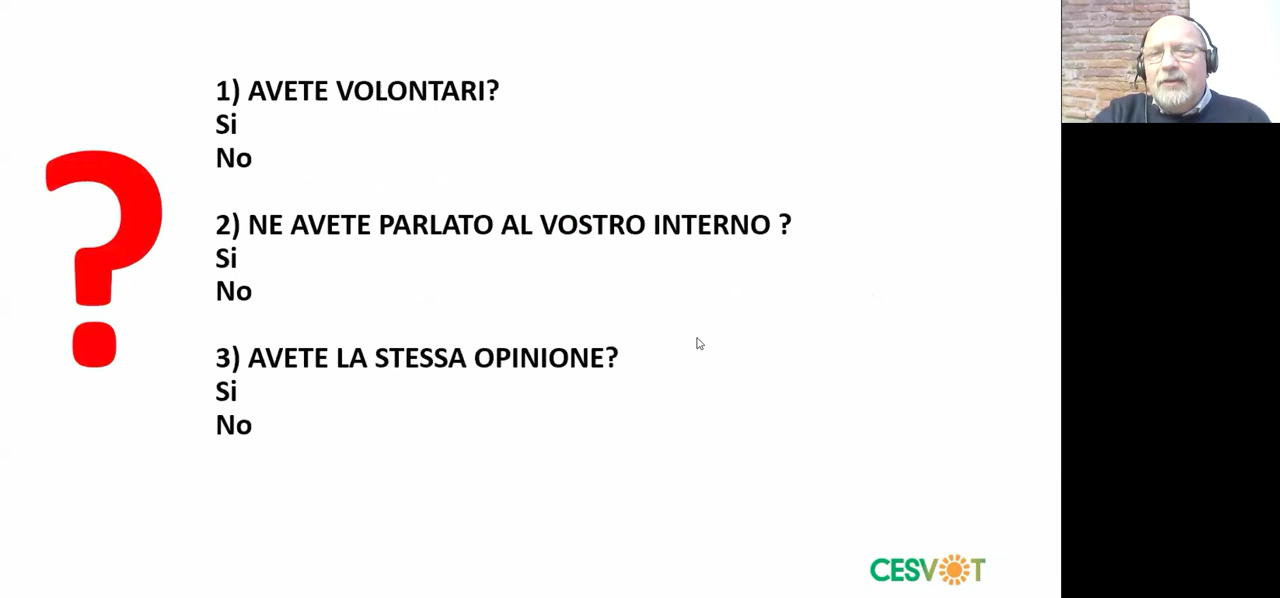 1) AVETE VOLONTARI?
Si
No
2) NE AVETE PARLATO AL VOSTRO INTERNO ?
Si
No
3) AVETE LA STESSA OPINIONE?
Si
No
?
CESVOT